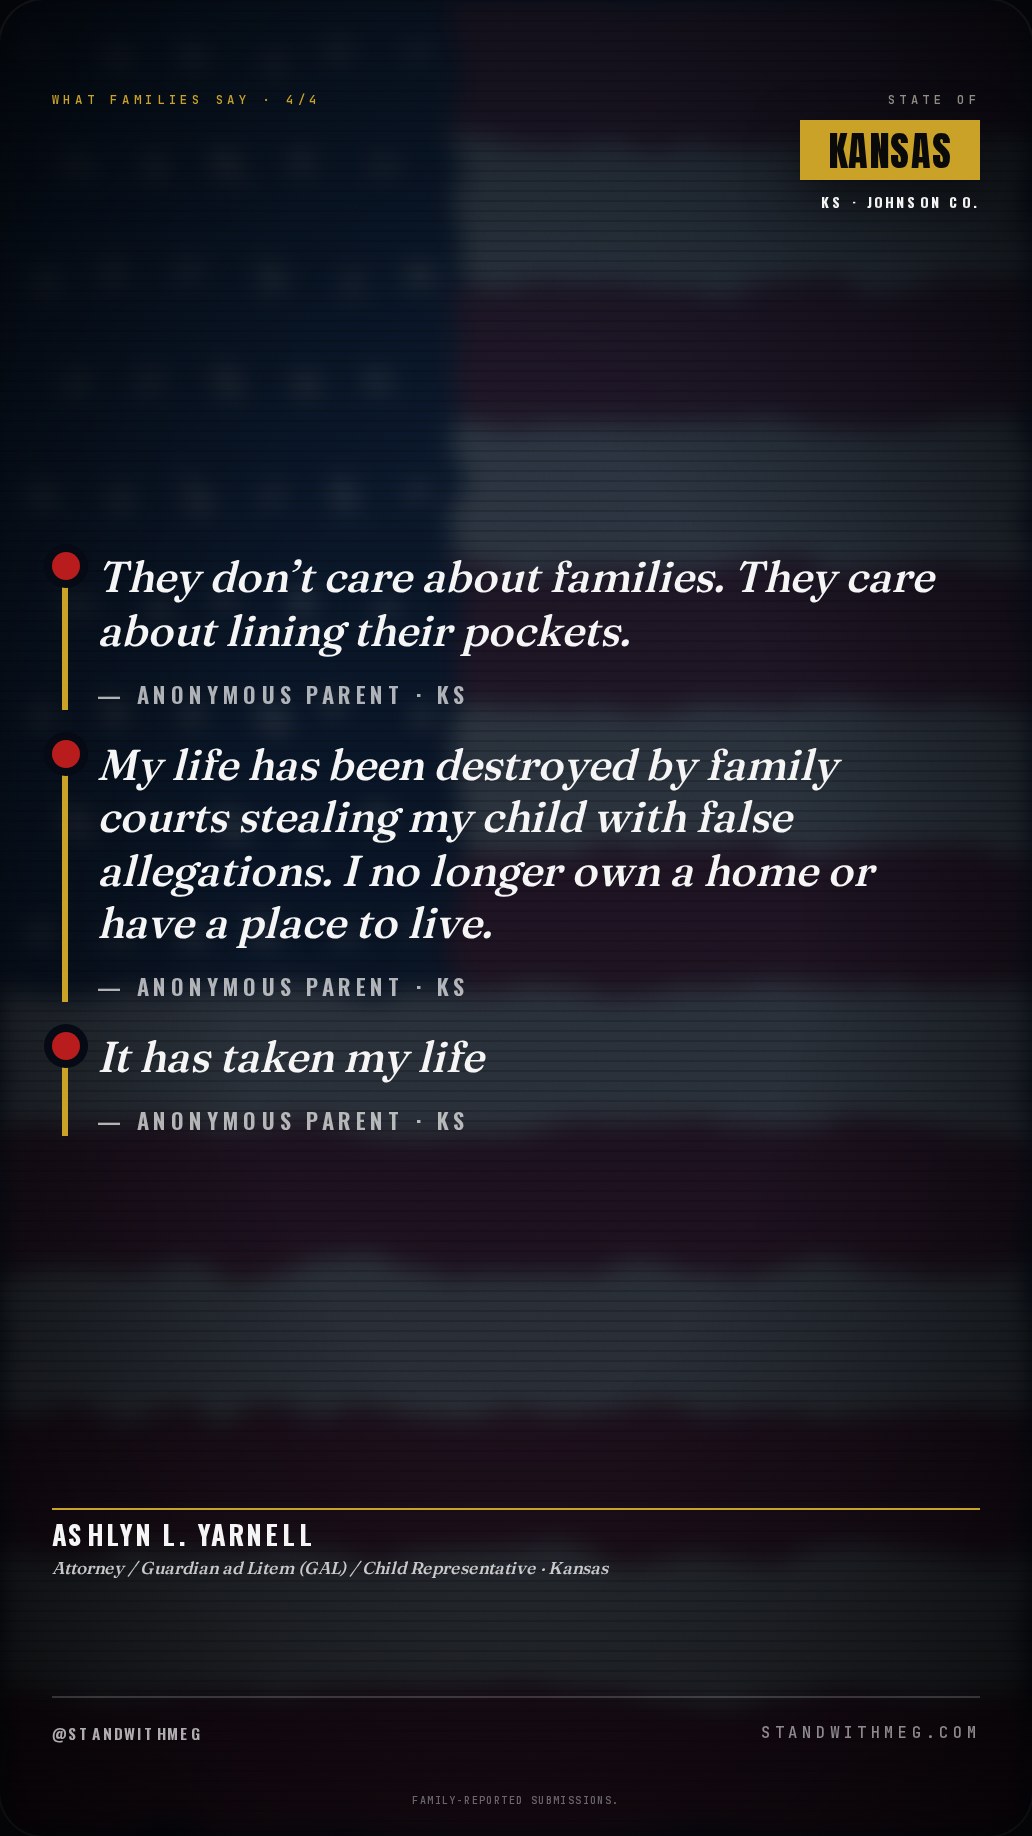 WHAT FAMILIES SAY · 4/4
STATE OF
KANSAS
KS · JOHNSON CO.
They don’t care about families. They care
about lining their pockets.
— ANONYMOUS PARENT · KS
My life has been destroyed by family
courts stealing my child with false
allegations. I no longer own a home or
have a place to live.
— ANONYMOUS PARENT · KS
It has taken my life
— ANONYMOUS PARENT · KS
ASHLYN L. YARNELL
Attorney / Guardian ad Litem (GAL) / Child Representative · Kansas
@STANDWITHMEG
STANDWITHMEG.COM
FAMILY-REPORTED SUBMISSIONS.